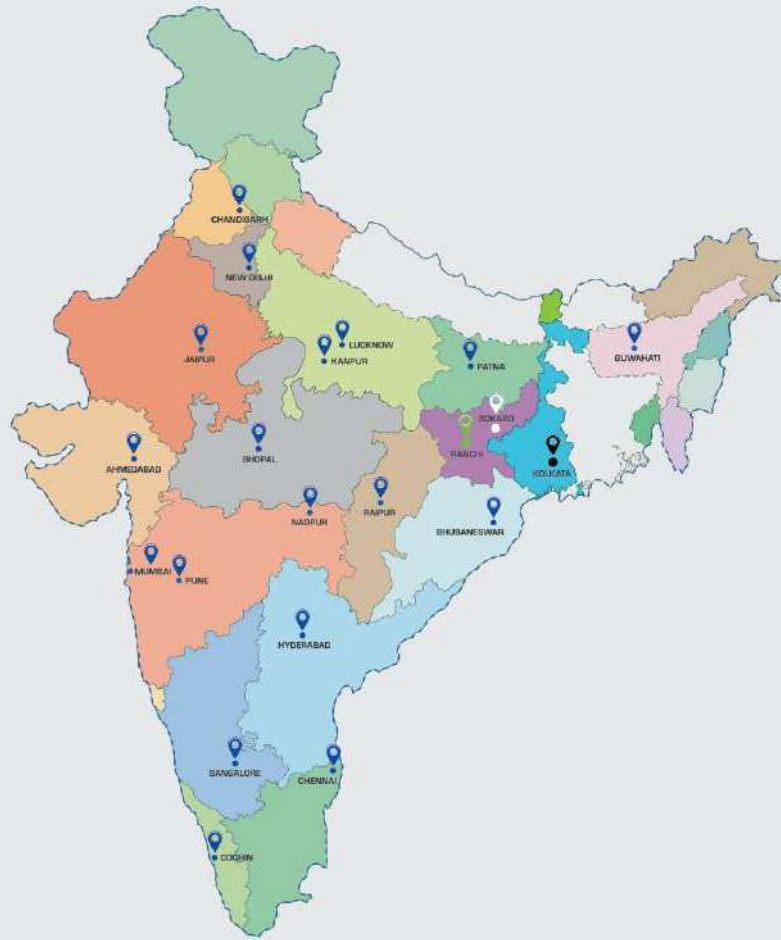 CHANDIGARH
NEW DELHI
LUCKNOW
JAIPUR
KANPUR
GUWAHATI
PATNA
BOKARO
RANCHI
BHOPAL
AHMEDABAD
KOLKATA
RAIPUR
NAGPUR
BHUBANESWAR
MUMBAI
PUNE
HYDERABAD
BANGALORE
CHENNAI
COCHIN